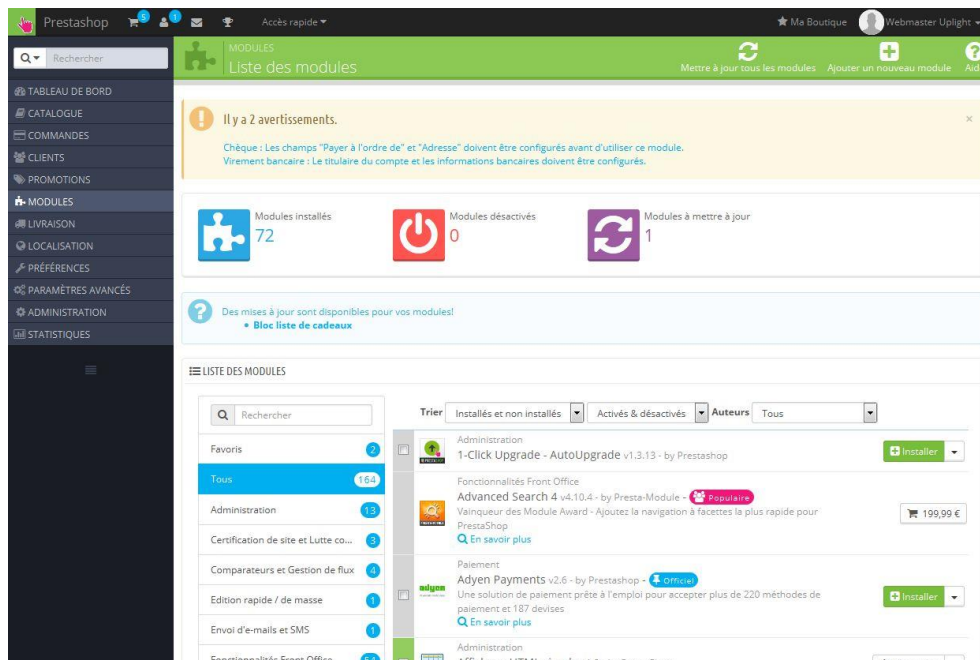 Prestashop 5 1 Accès rapide Ma Boutique Webmaster Uplight
Rechercher
TABLEAU DE BORD
CATALOGUE
COMMANDES
CLIENTS
PROMOTIONS
MODULES
LIVRAISON
LOCALISATION
PRÉFÉRENCES
PARAMÈTRES AVANCÉS
ADMINISTRATION
STATISTIQUES
MODULES
Liste des modules
Mettre à jour tous les modules Ajouter un nouveau module
Il y a 2 avertissements.
Chèque : Les champs "Payer à l'ordre de" et "Adresse" doivent être configurés avant d'utiliser ce module.
Virement bancaire : Le titulaire du compte et les informations bancaires doivent être configurés.
Modules installés
72
Modules désactivés
0
Modules à mettre à jour
1
Des mises à jour sont disponibles pour vos modules!
Bloc liste de cadeaux
LISTE DES MODULES
Rechercher
Favoris 2
Tous 164
Administration 13
Certification de site et Lutte co... 3
Comparateurs et Gestion de flux 4
Edition rapide / de masse 1
Envoi d'e-mails et SMS 1
Fonctionnalités Front Office
Trier Installés et non installés Activés & désactivés Auteurs Tous
Administration
1-Click Upgrade - AutoUpgrade v1.3.13 - by Prestashop
Installer
Fonctionnalités Front Office
Advanced Search 4 v4.10.4 - by Presta-Module - Populaire
Vainqueur des Module Award - Ajoutez la navigation à facettes la plus rapide pour
PrestaShop
En savoir plus
199,99 €
Paiement
adyen
Adyen Payments v2.6 - by Prestashop - Officiel
Une solution de paiement prête à l'emploi pour accepter plus de 220 méthodes de
paiement et 187 devises
En savoir plus
Installer
Administration